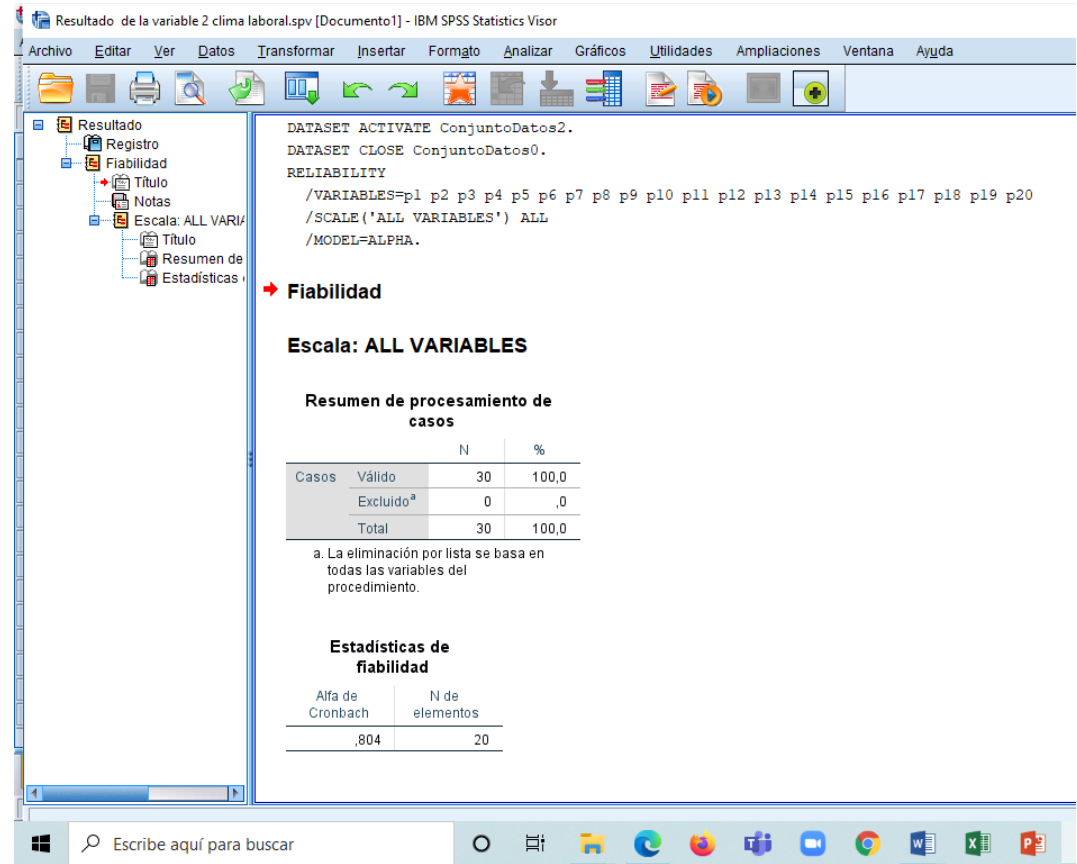 Resultado de la variable 2 clima laboral.spv [Documento1] - IBM SPSS Statistics Visor
Archivo Editar Ver Datos Transformar Insertar Formato Analizar Gráficos Utilidades Ampliaciones Ventana Ayuda
Resultado
Registro
Fiabilidad
Título
Notas
Escala: ALL VARIA
Título
Resumen de
Estadísticas
DATASET ACTIVATE ConjuntoDatos2.
DATASET CLOSE ConjuntoDatos0.
RELIABILITY
/VARIABLES=p1 p2 p3 p4 p5 p6 p7 p8 p9 p10 p11 p12 p13 p14 p15 p16 p17 p18 p19 p20
/SCALE('ALL VARIABLES') ALL
/MODEL=ALPHA.
Fiabilidad
Escala: ALL VARIABLES
Resumen de procesamiento de
casos
N %
Casos Válido 30 100,0
Excluido^a 0 ,0
Total 30 100,0
a. La eliminación por lista se basa en
todas las variables del
procedimiento.
Estadísticas de
fiabilidad
Alfa de N de
Cronbach elementos
,804 20
Escribe aquí para buscar